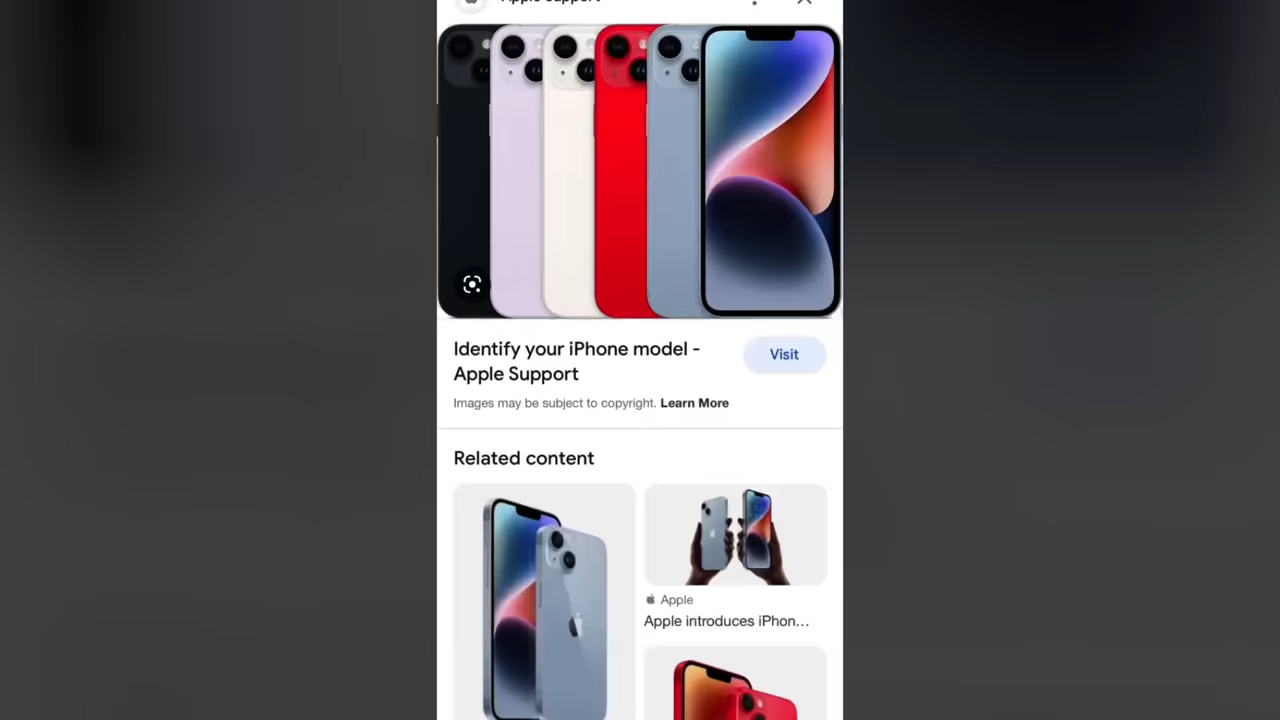 Apple Support
Identify your iPhone model -
Apple Support
Visit
Images may be subject to copyright. Learn More
Related content
Apple
Apple introduces iPhon...